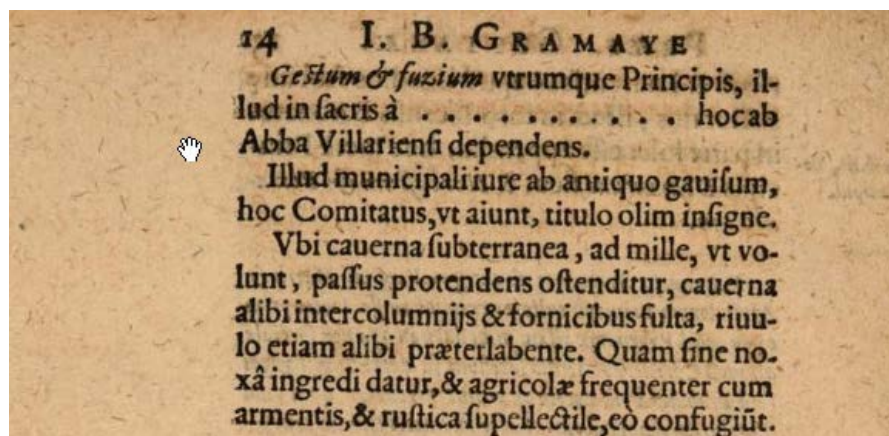 14 I. B. GRAMAYE
Geſtum & fuzium vtrumque Principis, il-
lud in ſacris à . . . . . . . . . . . hoc ab
Abba Villarienſi dependens.
Illud municipali iure ab antiquo gauiſum,
hoc Comitatus, vt aiunt, titulo olim inſigne.
Vbi cauerna ſubterranea, ad mille, vt vo-
lunt, paſſus protendens oſtenditur, cauerna
alibi intercolumnijs & fornicibus fulta, riuu-
lo etiam alibi præterlabente. Quam ſine no-
xâ ingredi datur, & agricolæ frequenter cum
armentis, & ruſtica ſupellectile, eò confugiūt.